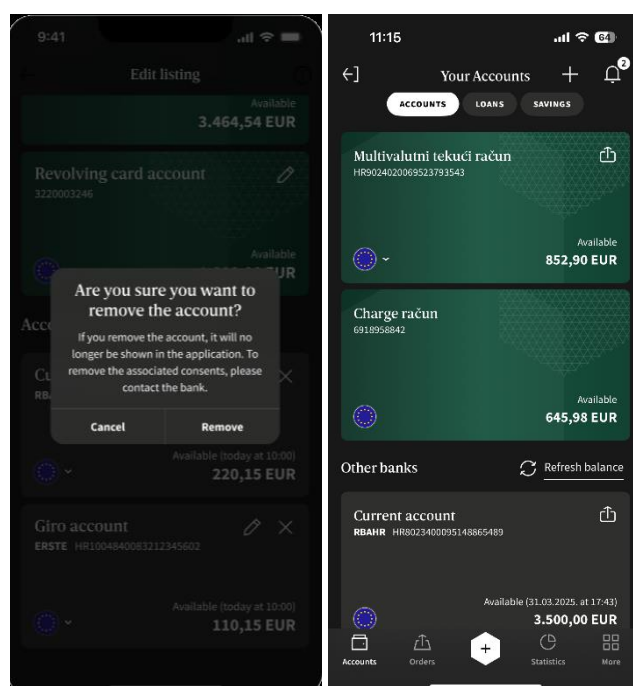 9:41
Edit listing
Available
3.464,54 EUR
Revolving card account
3220003246
Available
UR
Are you sure you want to
remove the account?
If you remove the account, it will no
longer be shown in the application. To
remove the associated consents, please
contact the bank.
Cancel
Remove
Acc
Cu
RBA
Available (today at 10:00)
220,15 EUR
Giro account
ERSTE HR1004840083212345602
Available (today at 10:00)
110,15 EUR
11:15
64
Your Accounts
2
ACCOUNTS
LOANS
SAVINGS
Multivalutni tekući račun
HR9024020069523793543
Available
852,90 EUR
Charge račun
6918958842
Available
645,98 EUR
Other banks
Refresh balance
Current account
RBAHR HR8023400095148865489
Available (31.03.2025. at 17:43)
3.500,00 EUR
Accounts
Orders
Statistics
More